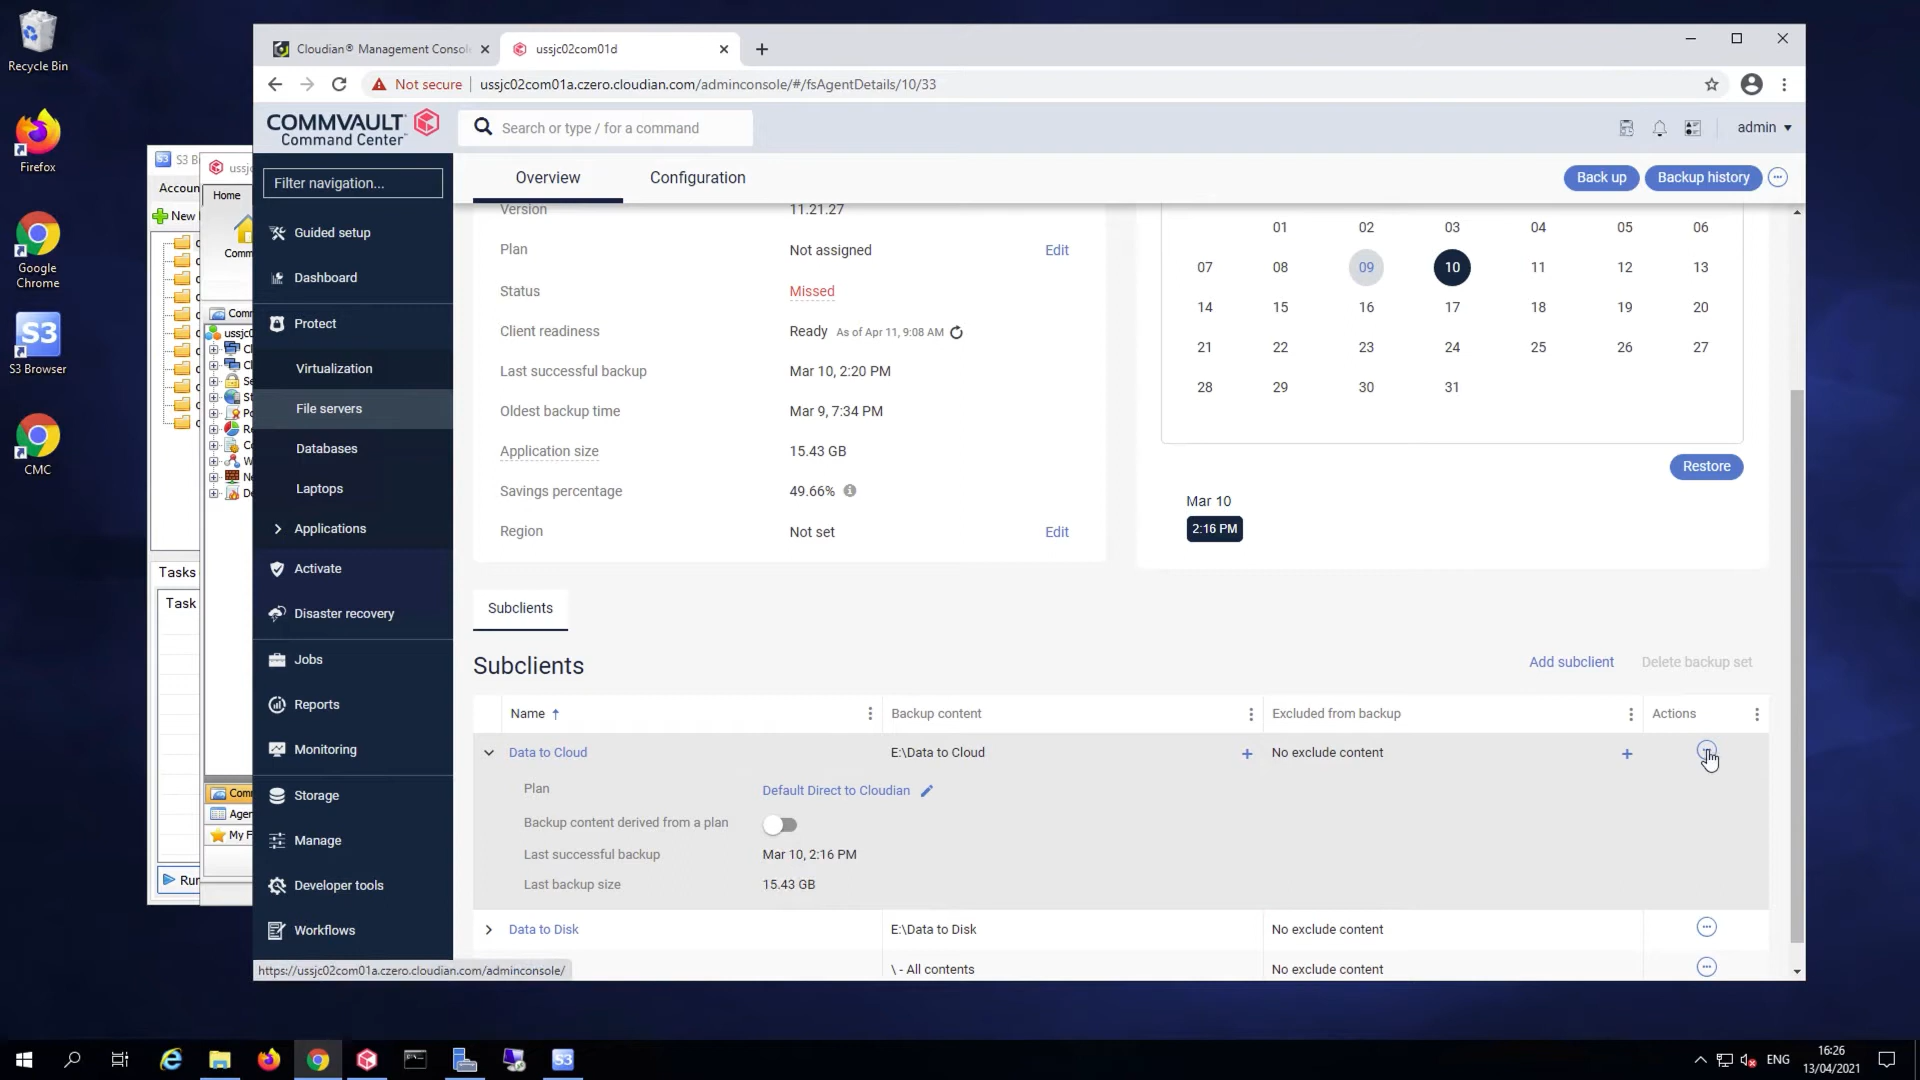 Recycle Bin
Firefox
Google
Chrome
S3 Browser
CMC
S3 B
Accoun
New
Tasks
Task
Run
ussjc
Home
Comm
ussjc0
Comm
Agen
My F
Cloudian® Management Consol
ussjc02com01d
Not secure
ussjc02com01a.czero.cloudian.com/adminconsole/#/fsAgentDetails/10/33
COMMVAULT
Command Center™
Search or type / for a command
admin
Filter navigation...
Guided setup
Dashboard
Protect
Virtualization
File servers
Databases
Laptops
Applications
Activate
Disaster recovery
Jobs
Reports
Monitoring
Storage
Manage
Developer tools
Workflows
https://ussjc02com01a.czero.cloudian.com/adminconsole/
Overview
Configuration
Back up
Backup history
Version 11.21.27
Plan Not assigned Edit
Status Missed
Client readiness Ready As of Apr 11, 9:08 AM
Last successful backup Mar 10, 2:20 PM
Oldest backup time Mar 9, 7:34 PM
Application size 15.43 GB
Savings percentage 49.66%
Region Not set Edit
01 02 03 04 05 06
07 08 09 10 11 12 13
14 15 16 17 18 19 20
21 22 23 24 25 26 27
28 29 30 31
Restore
Mar 10
2:16 PM
Subclients
Subclients
Add subclient Delete backup set
Name Backup content Excluded from backup Actions
Data to Cloud E:\Data to Cloud No exclude content
Plan Default Direct to Cloudian
Backup content derived from a plan
Last successful backup Mar 10, 2:16 PM
Last backup size 15.43 GB
Data to Disk E:\Data to Disk No exclude content
\ - All contents No exclude content
ENG
16:26
13/04/2021